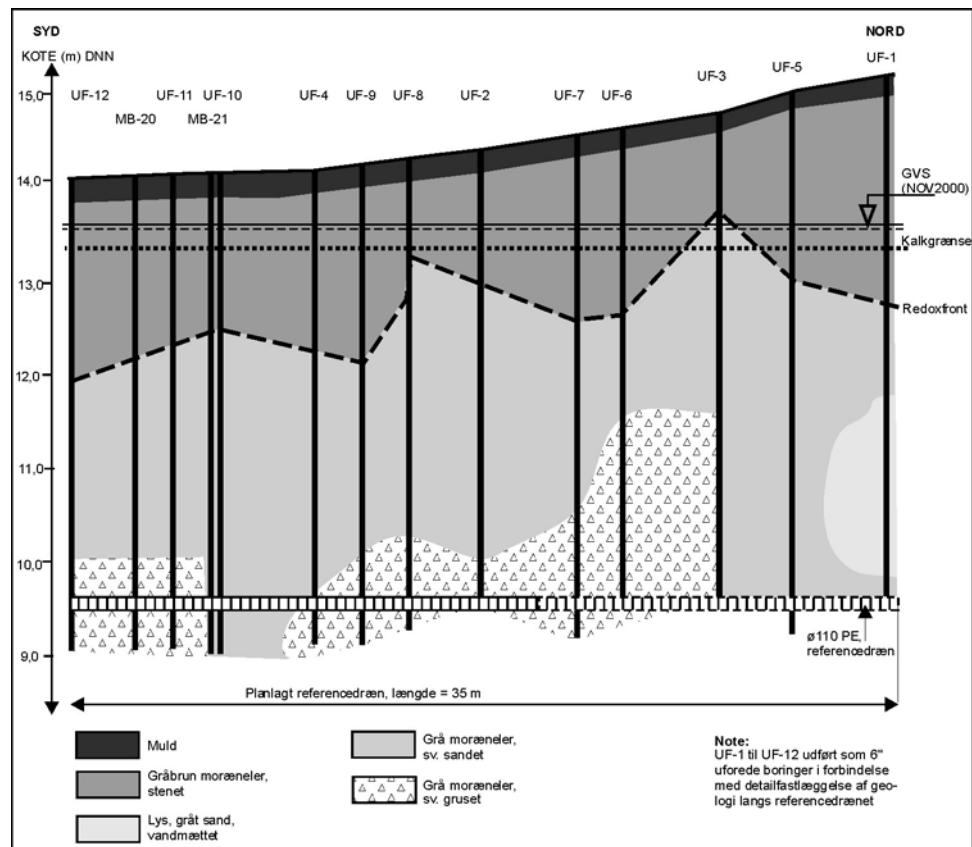 SYD
NORD
KOTE (m) DNN
UF-1
UF-3
UF-5
15,0
UF-12
UF-11
UF-10
UF-4
UF-9
UF-8
UF-2
UF-7
UF-6
MB-20
MB-21
14,0
GVS
(NOV2000)
Kalkgrænse
13,0
Redoxfront
12,0
11,0
10,0
ø110 PE,
referencedræn
9,0
Planlagt referencedræn, længde = 35 m
Muld
Gråbrun moræneler,
stenet
Lys, gråt sand,
vandmættet
Grå moræneler,
sv. sandet
Grå moræneler,
sv. gruset
Note:
UF-1 til UF-12 udført som 6"
uforede boringer i forbindelse
med detailfastlæggelse af geo-
logi langs referencedrænet